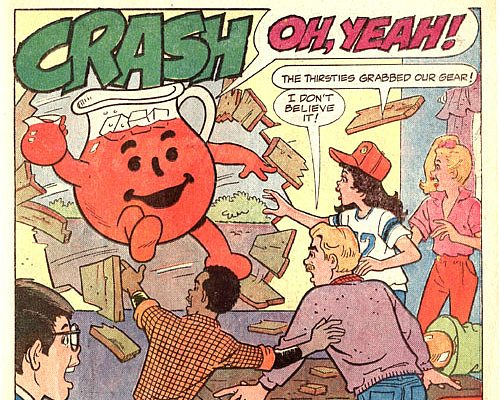 CRASH
OH, YEAH!
THE THIRSTIES GRABBED OUR GEAR!
I DON'T
BELIEVE
IT!